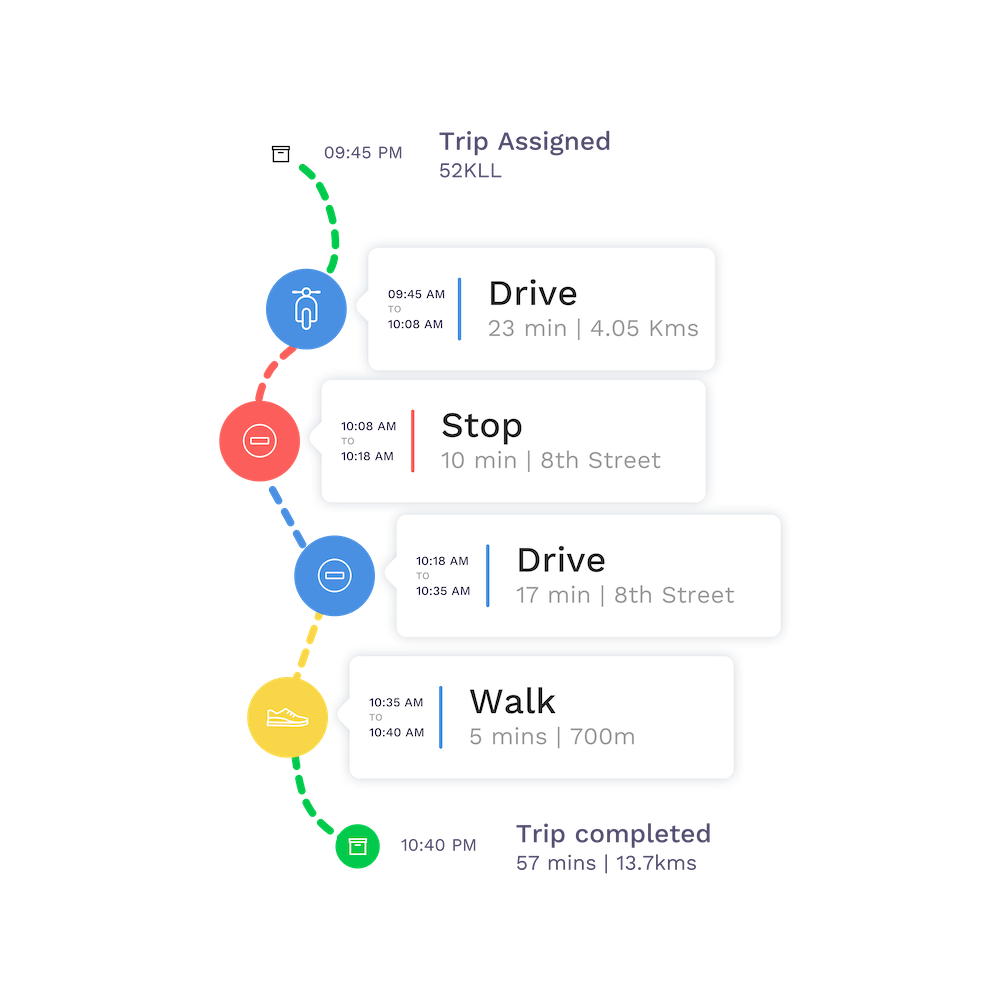 09:45 PM
Trip Assigned
52KLL
09:45 AM
TO
10:08 AM
Drive
23 min | 4.05 Kms
10:08 AM
TO
10:18 AM
Stop
10 min | 8th Street
10:18 AM
TO
10:35 AM
Drive
17 min | 8th Street
10:35 AM
TO
10:40 AM
Walk
5 mins | 700m
10:40 PM
Trip completed
57 mins | 13.7kms